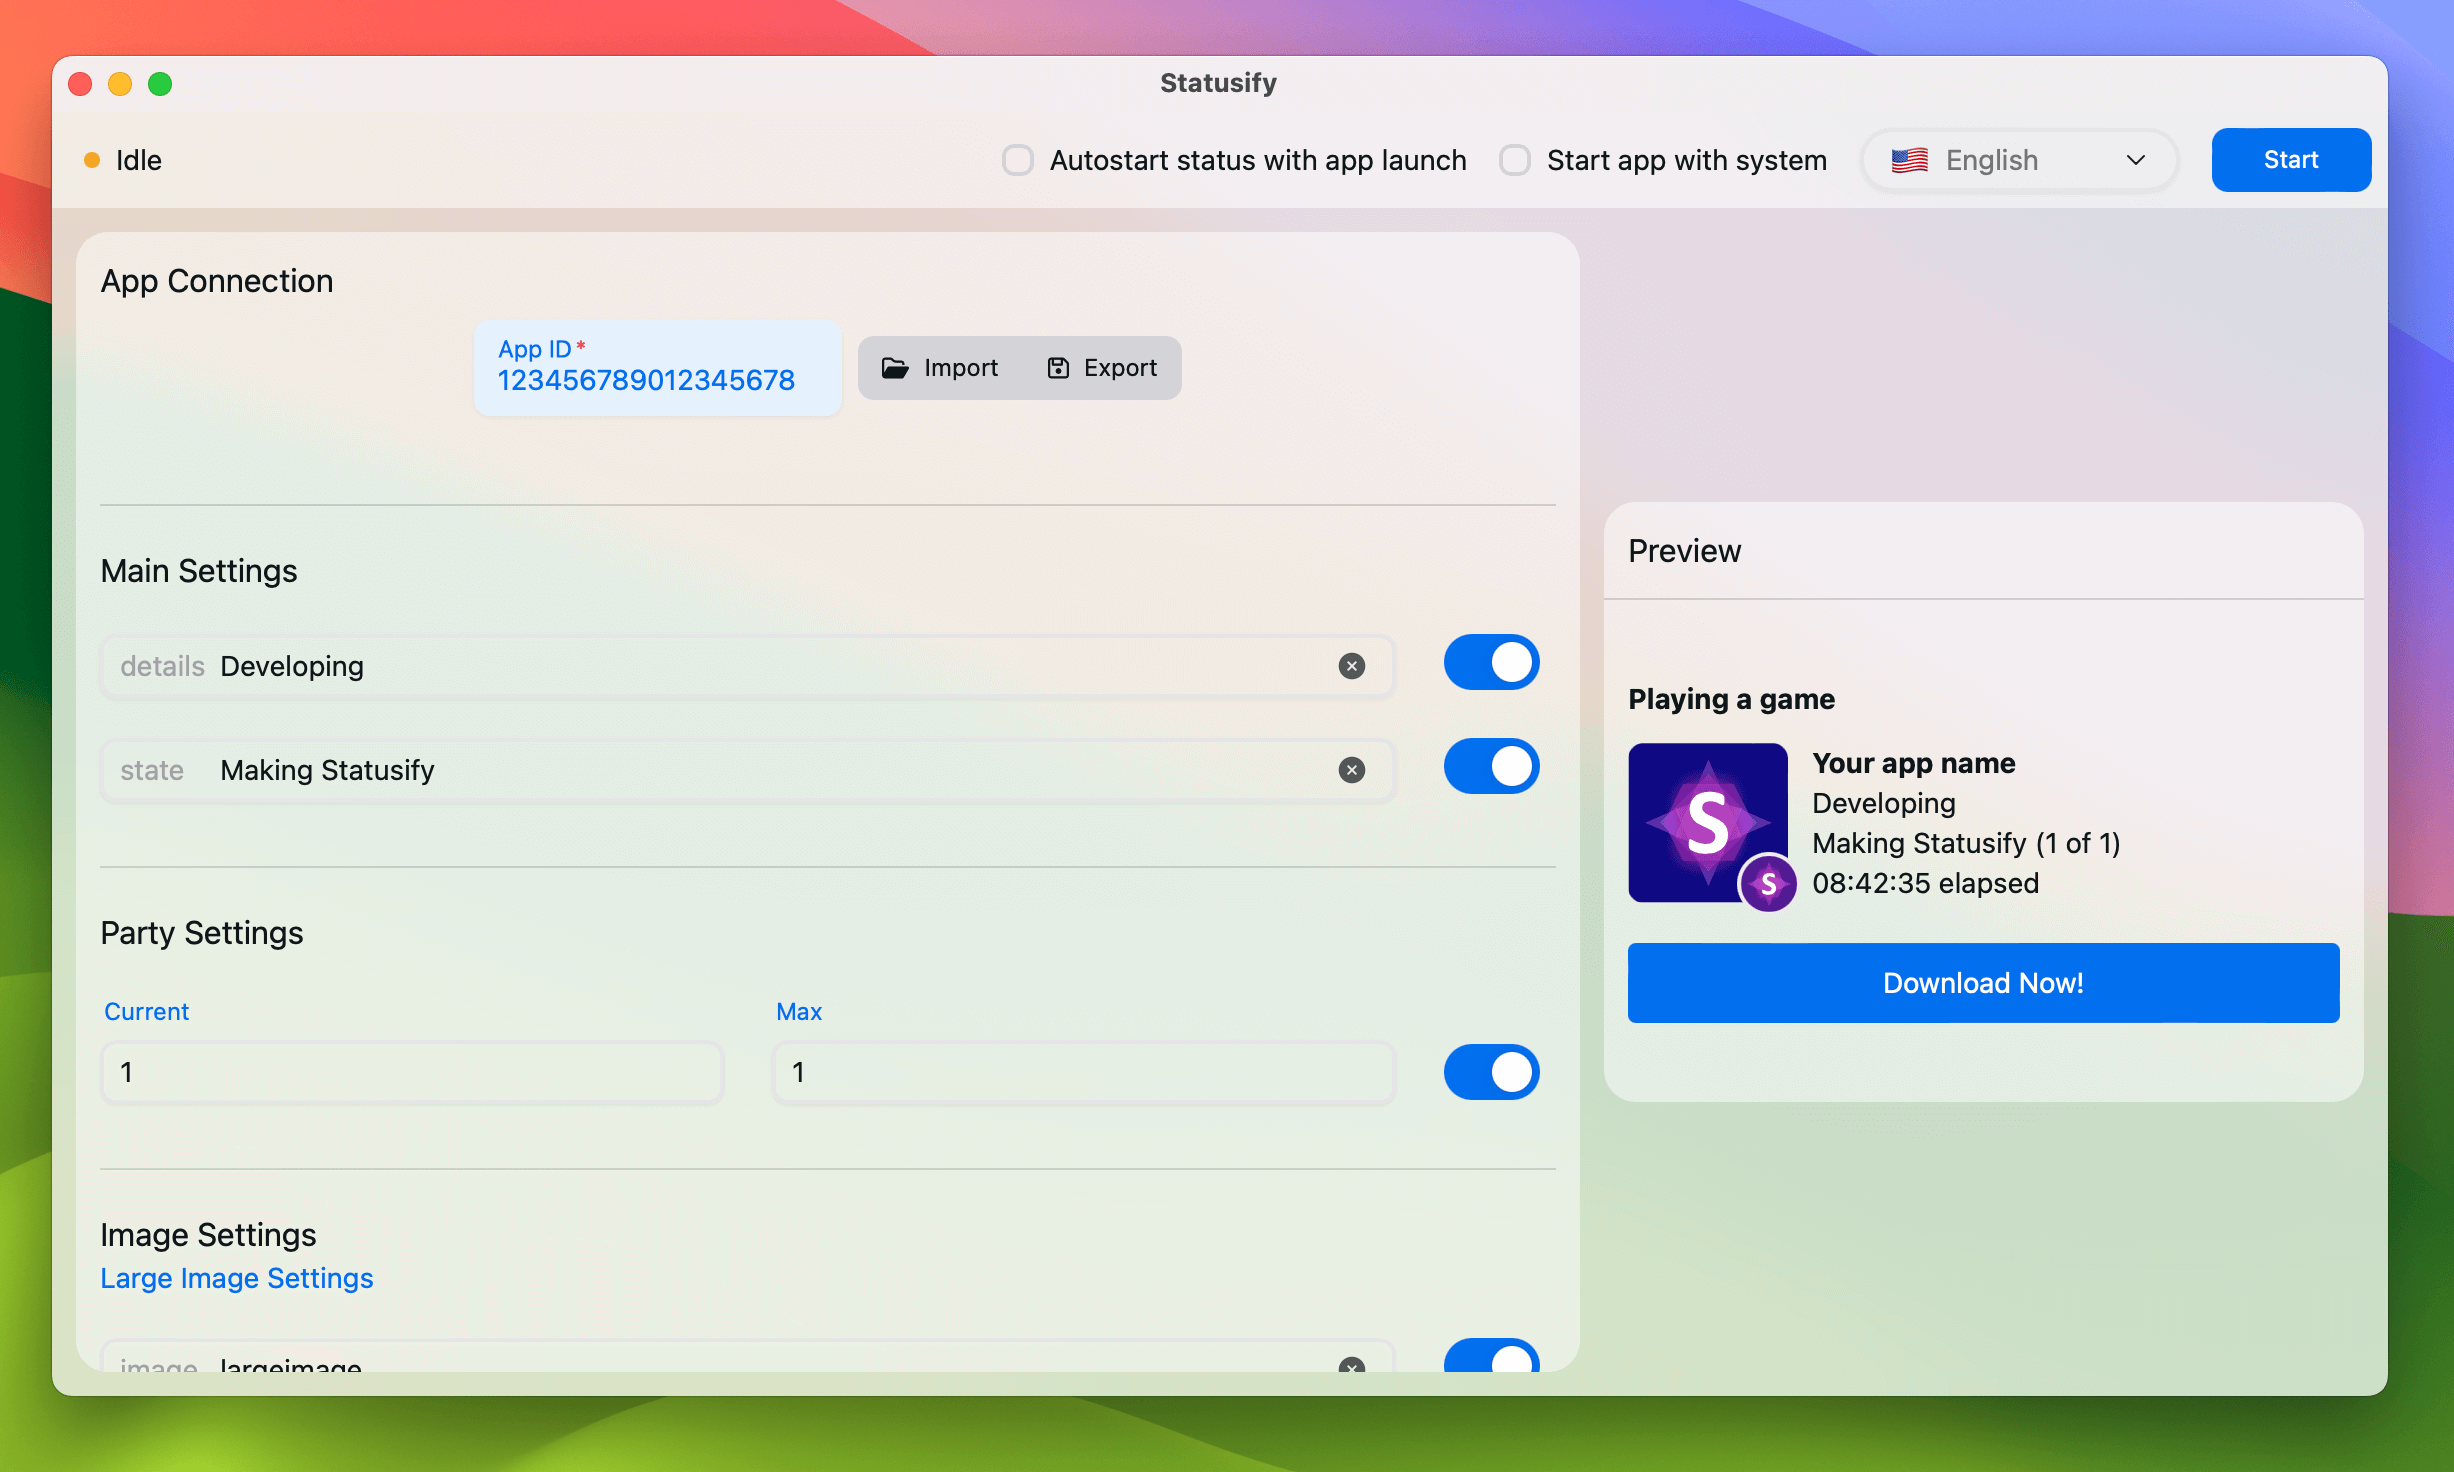 Statusify
Idle
Autostart status with app launch
Start app with system
English
Start
App Connection
App ID*
123456789012345678
Import
Export
Main Settings
details Developing
state Making Statusify
Party Settings
Current
Max
1
1
Image Settings
Large Image Settings
image largeimage
Preview
Playing a game
S
S
Your app name
Developing
Making Statusify (1 of 1)
08:42:35 elapsed
Download Now!